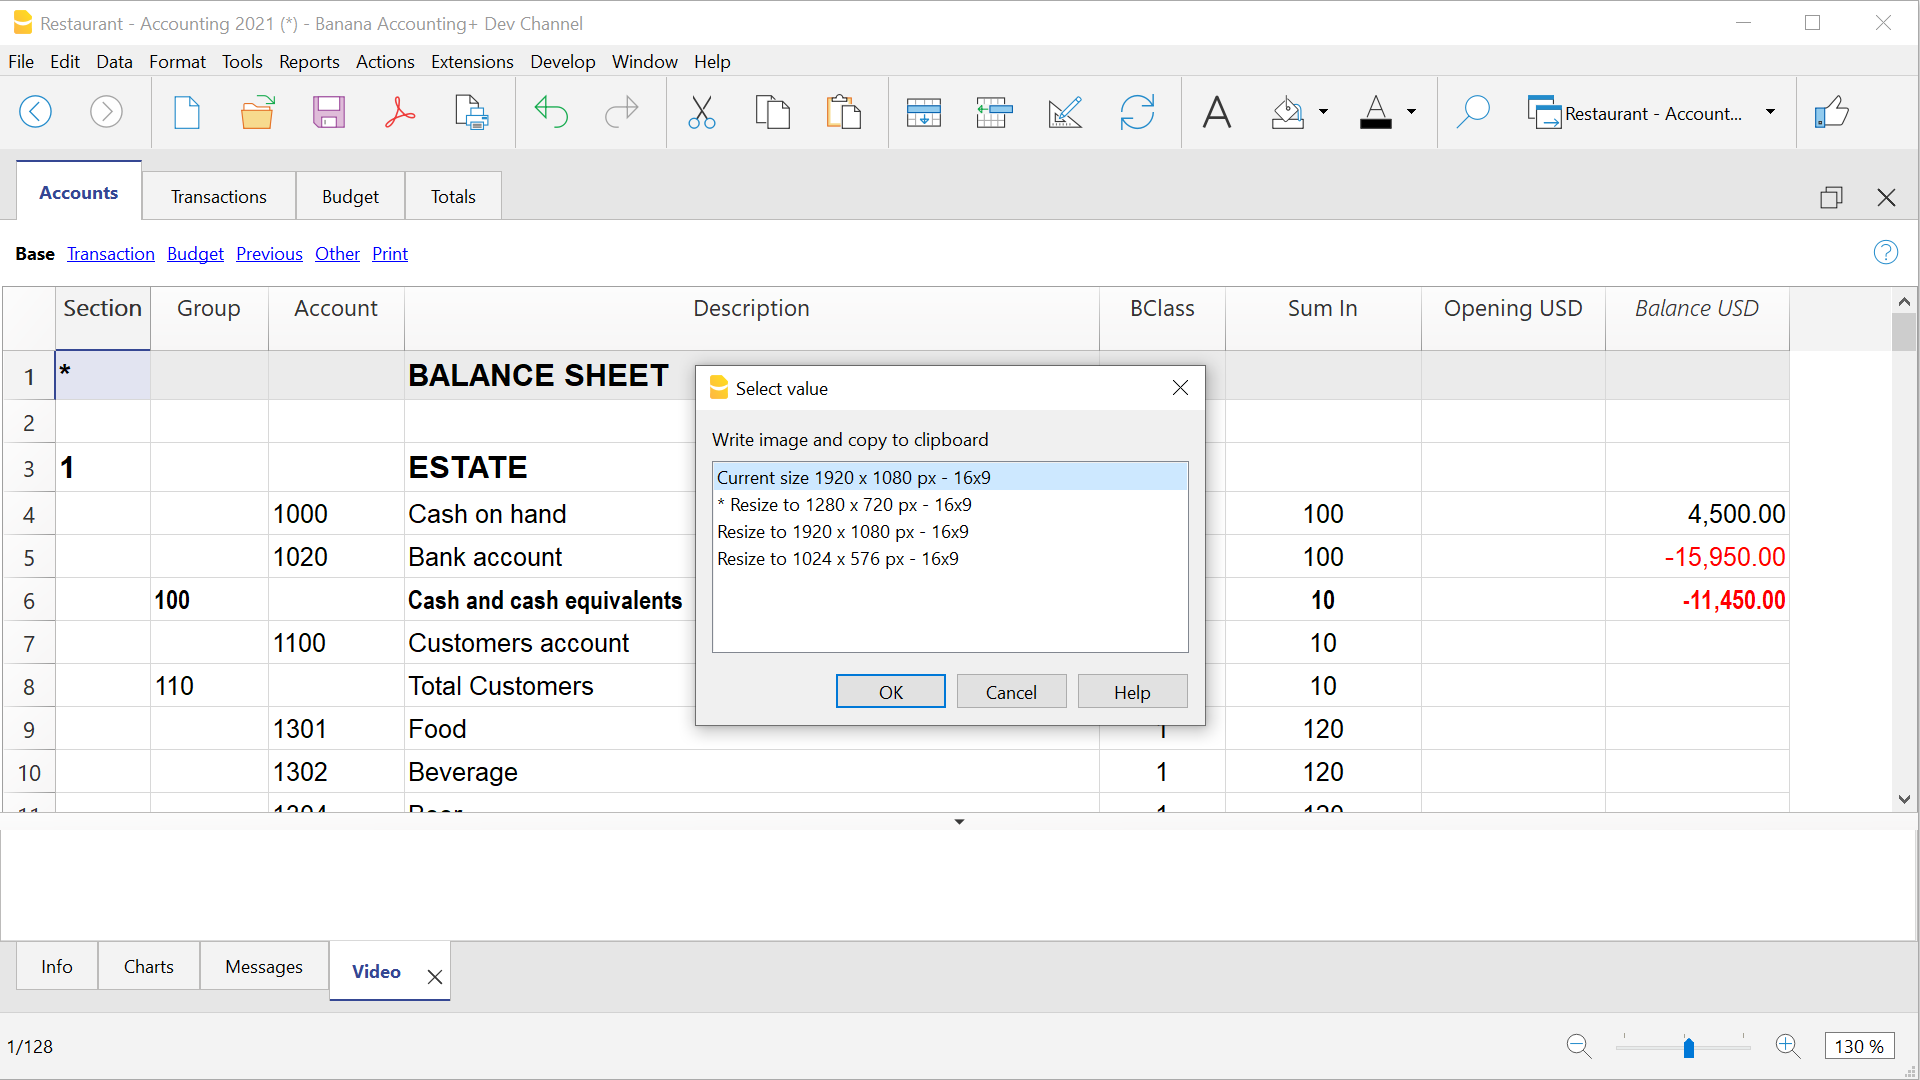 Restaurant - Accounting 2021 (*) - Banana Accounting+ Dev Channel
File Edit Data Format Tools Reports Actions Extensions Develop Window Help
Restaurant - Account...
Accounts Transactions Budget Totals
Base Transaction Budget Previous Other Print
Section Group Account Description BClass Sum In Opening USD Balance USD
1 * BALANCE SHEET
2
3 1 ESTATE
4 1000 Cash on hand 100 4,500.00
5 1020 Bank account 100 -15,950.00
6 100 Cash and cash equivalents 10 -11,450.00
7 1100 Customers account 10
8 110 Total Customers 10
9 1301 Food 1 120
10 1302 Beverage 1 120
Select value
Write image and copy to clipboard
Current size 1920 x 1080 px - 16x9
* Resize to 1280 x 720 px - 16x9
Resize to 1920 x 1080 px - 16x9
Resize to 1024 x 576 px - 16x9
OK Cancel Help
Info Charts Messages Video
1/128
130 %